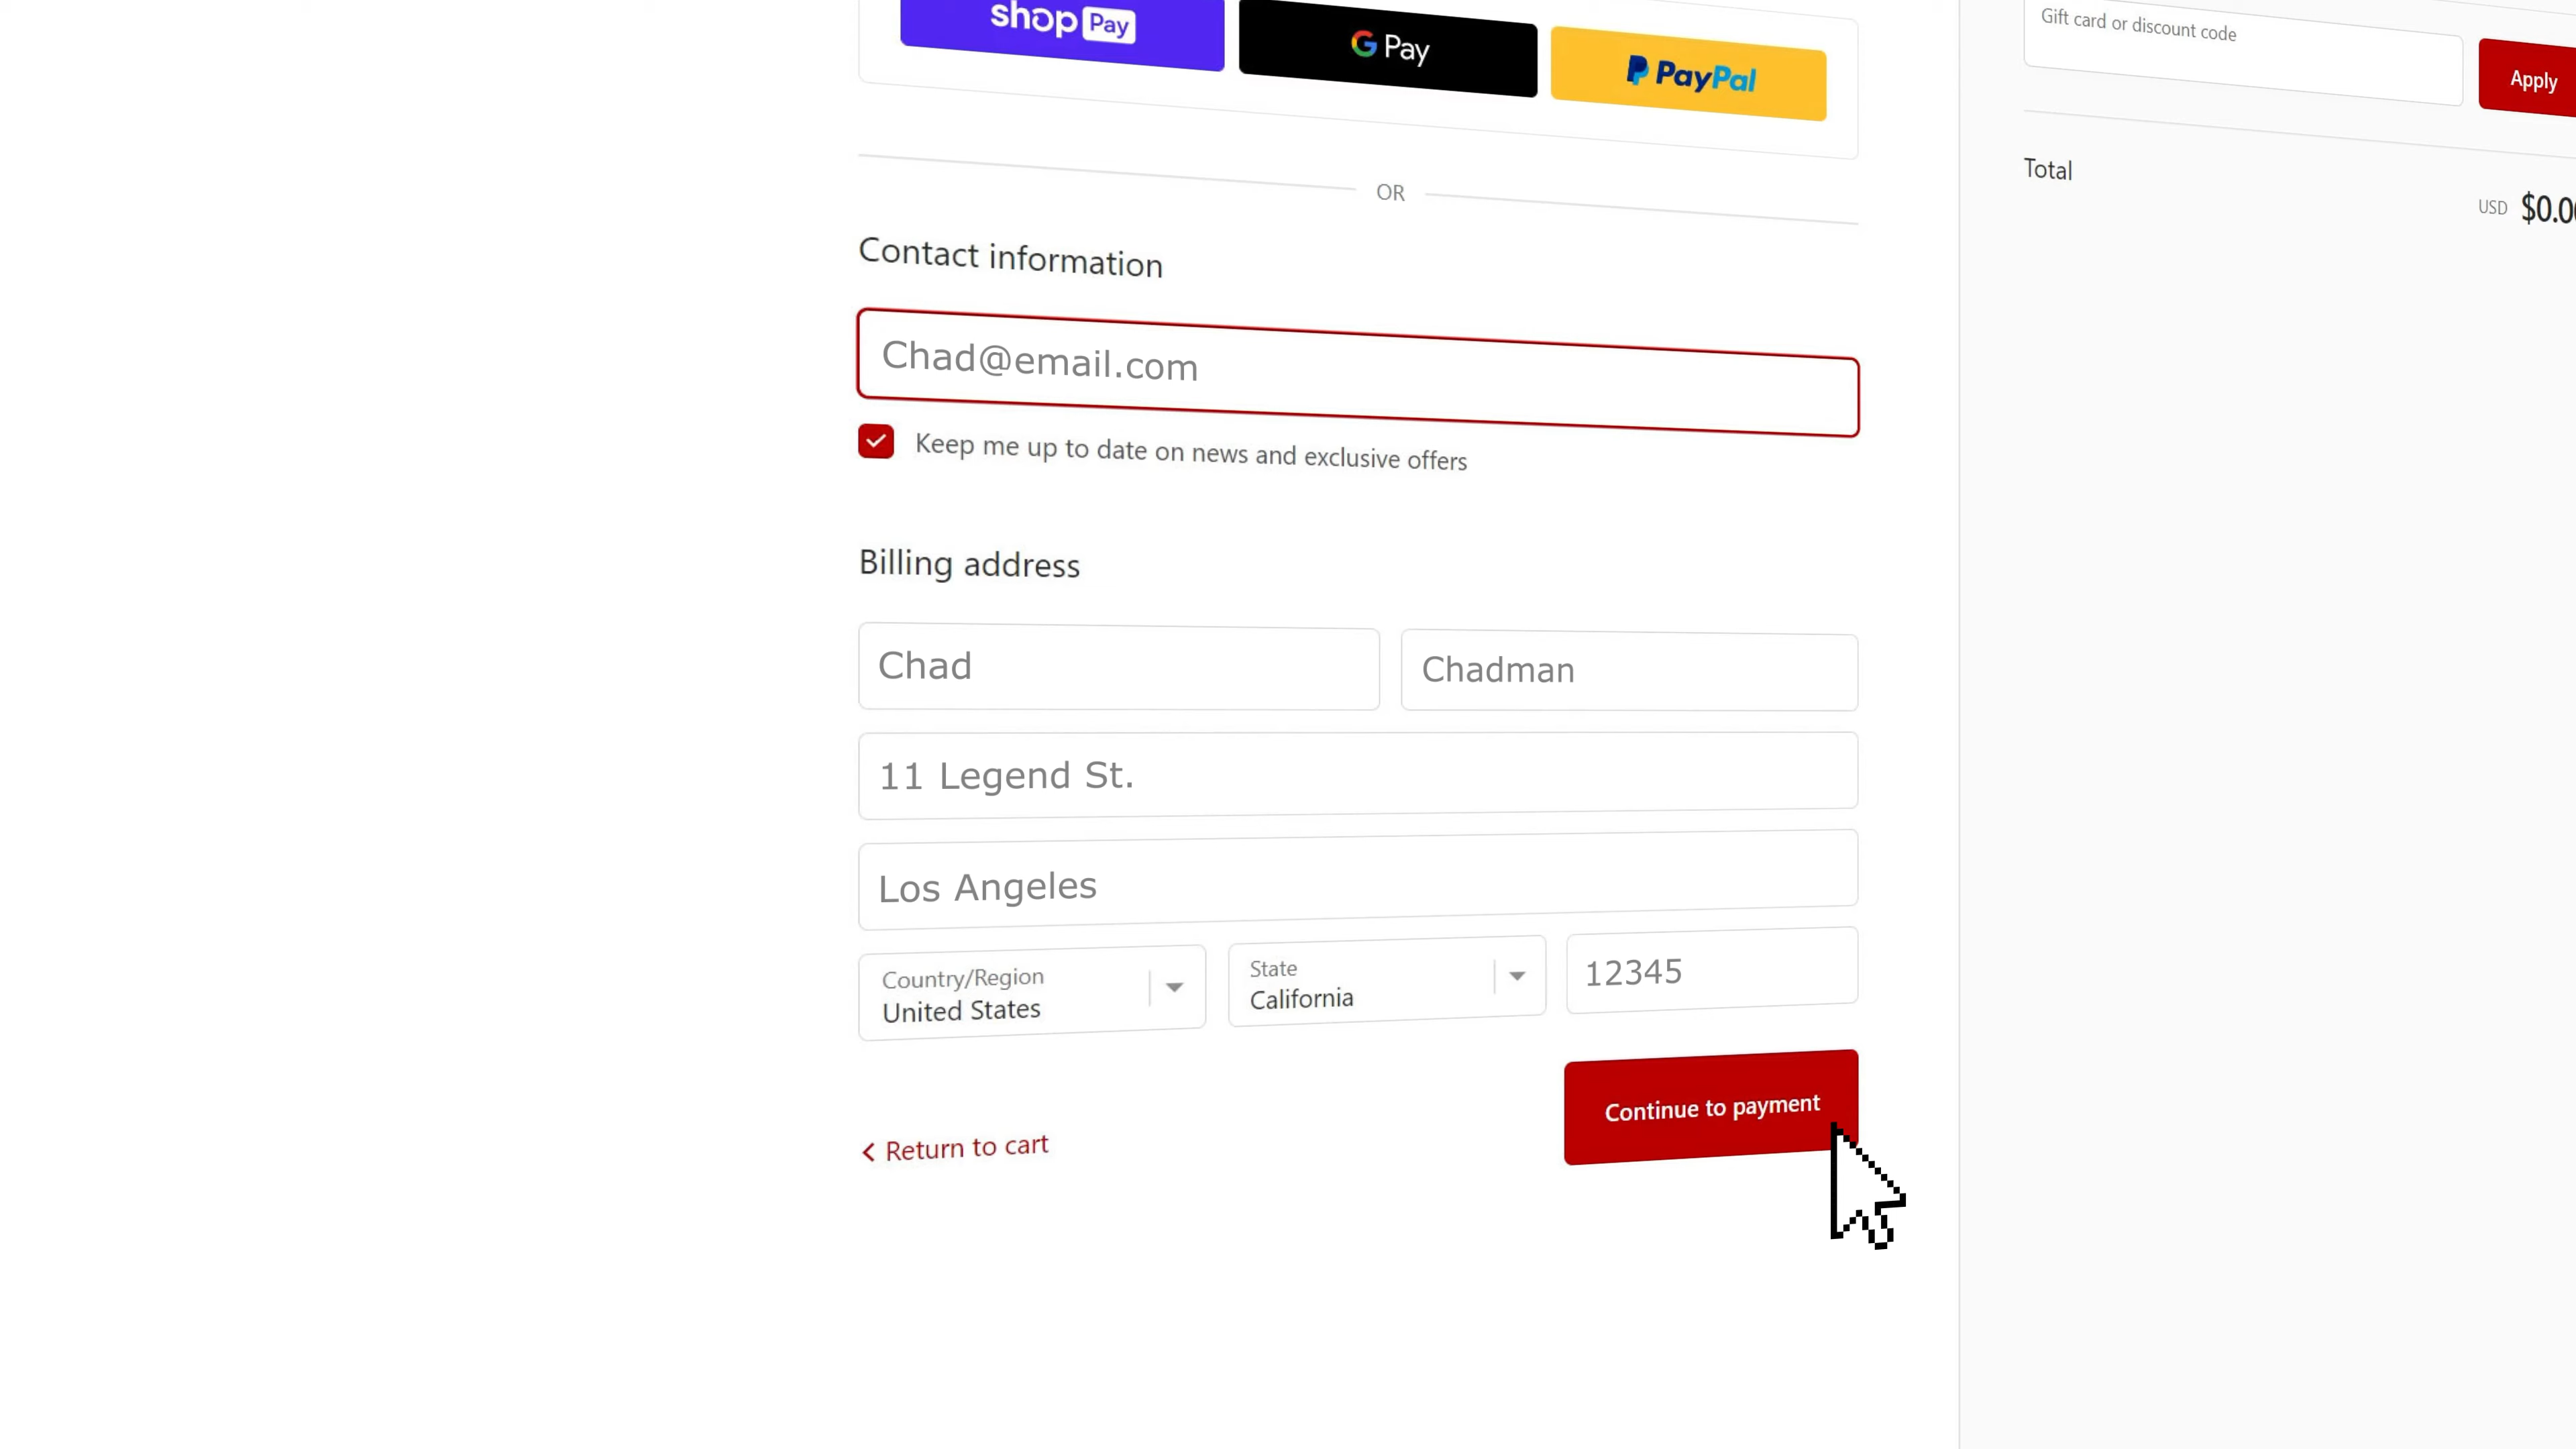 shop Pay
G Pay
PayPal
OR
Contact information
Chad@email.com
Keep me up to date on news and exclusive offers
Billing address
Chad
Chadman
11 Legend St.
Los Angeles
Country/Region
United States
State
California
12345
Continue to payment
Return to cart
Gift card or discount code
Apply
Total
USD $0.0